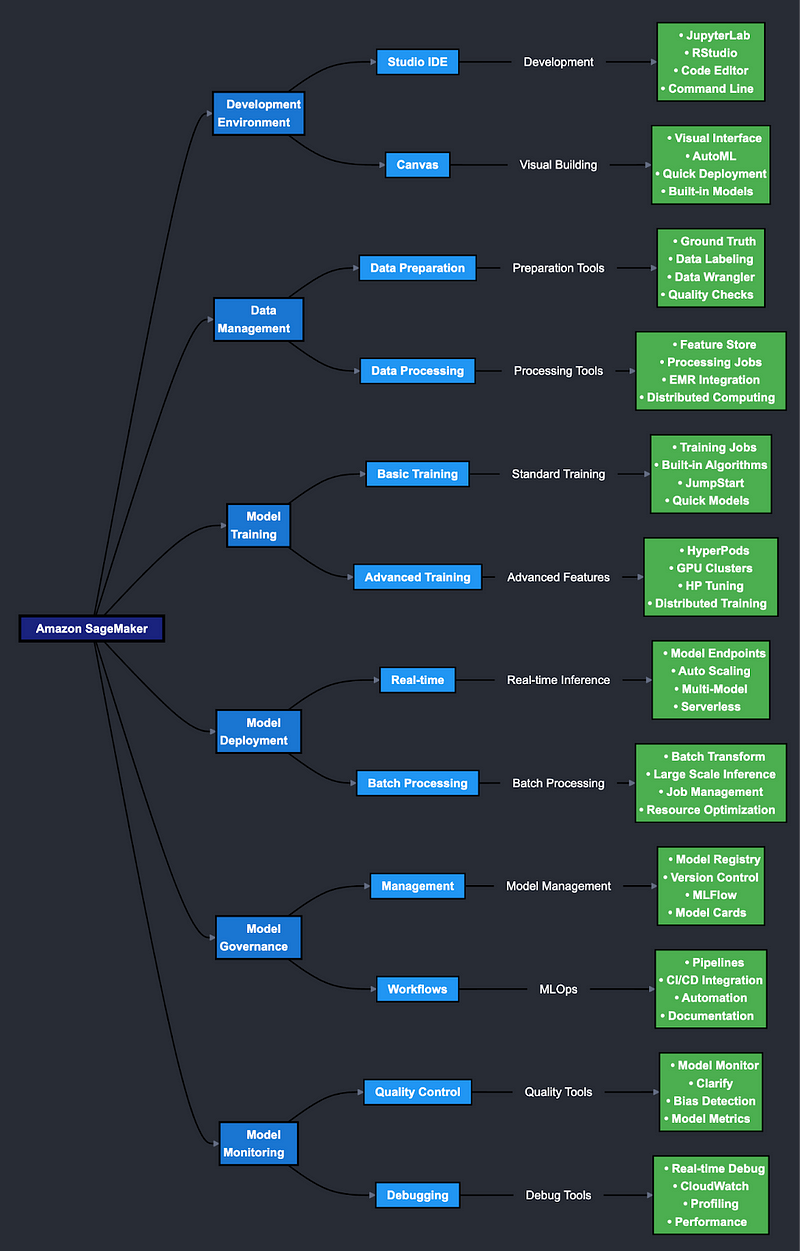 Studio IDE
Development
• JupyterLab
• RStudio
• Code Editor
• Command Line
Development
Environment
Canvas
Visual Building
• Visual Interface
• AutoML
• Quick Deployment
• Built-in Models
Data Preparation
Preparation Tools
• Ground Truth
• Data Labeling
• Data Wrangler
• Quality Checks
Data
Management
Data Processing
Processing Tools
• Feature Store
• Processing Jobs
• EMR Integration
• Distributed Computing
Basic Training
Standard Training
• Training Jobs
• Built-in Algorithms
• JumpStart
• Quick Models
Model
Training
Advanced Training
Advanced Features
• HyperPods
• GPU Clusters
• HP Tuning
• Distributed Training
Amazon SageMaker
Real-time
Real-time Inference
• Model Endpoints
• Auto Scaling
• Multi-Model
• Serverless
Model
Deployment
Batch Processing
Batch Processing
• Batch Transform
• Large Scale Inference
• Job Management
• Resource Optimization
Management
Model Management
• Model Registry
• Version Control
• MLFlow
• Model Cards
Model
Governance
Workflows
MLOps
• Pipelines
• CI/CD Integration
• Automation
• Documentation
Quality Control
Quality Tools
• Model Monitor
• Clarify
• Bias Detection
• Model Metrics
Model
Monitoring
Debugging
Debug Tools
• Real-time Debug
• CloudWatch
• Profiling
• Performance